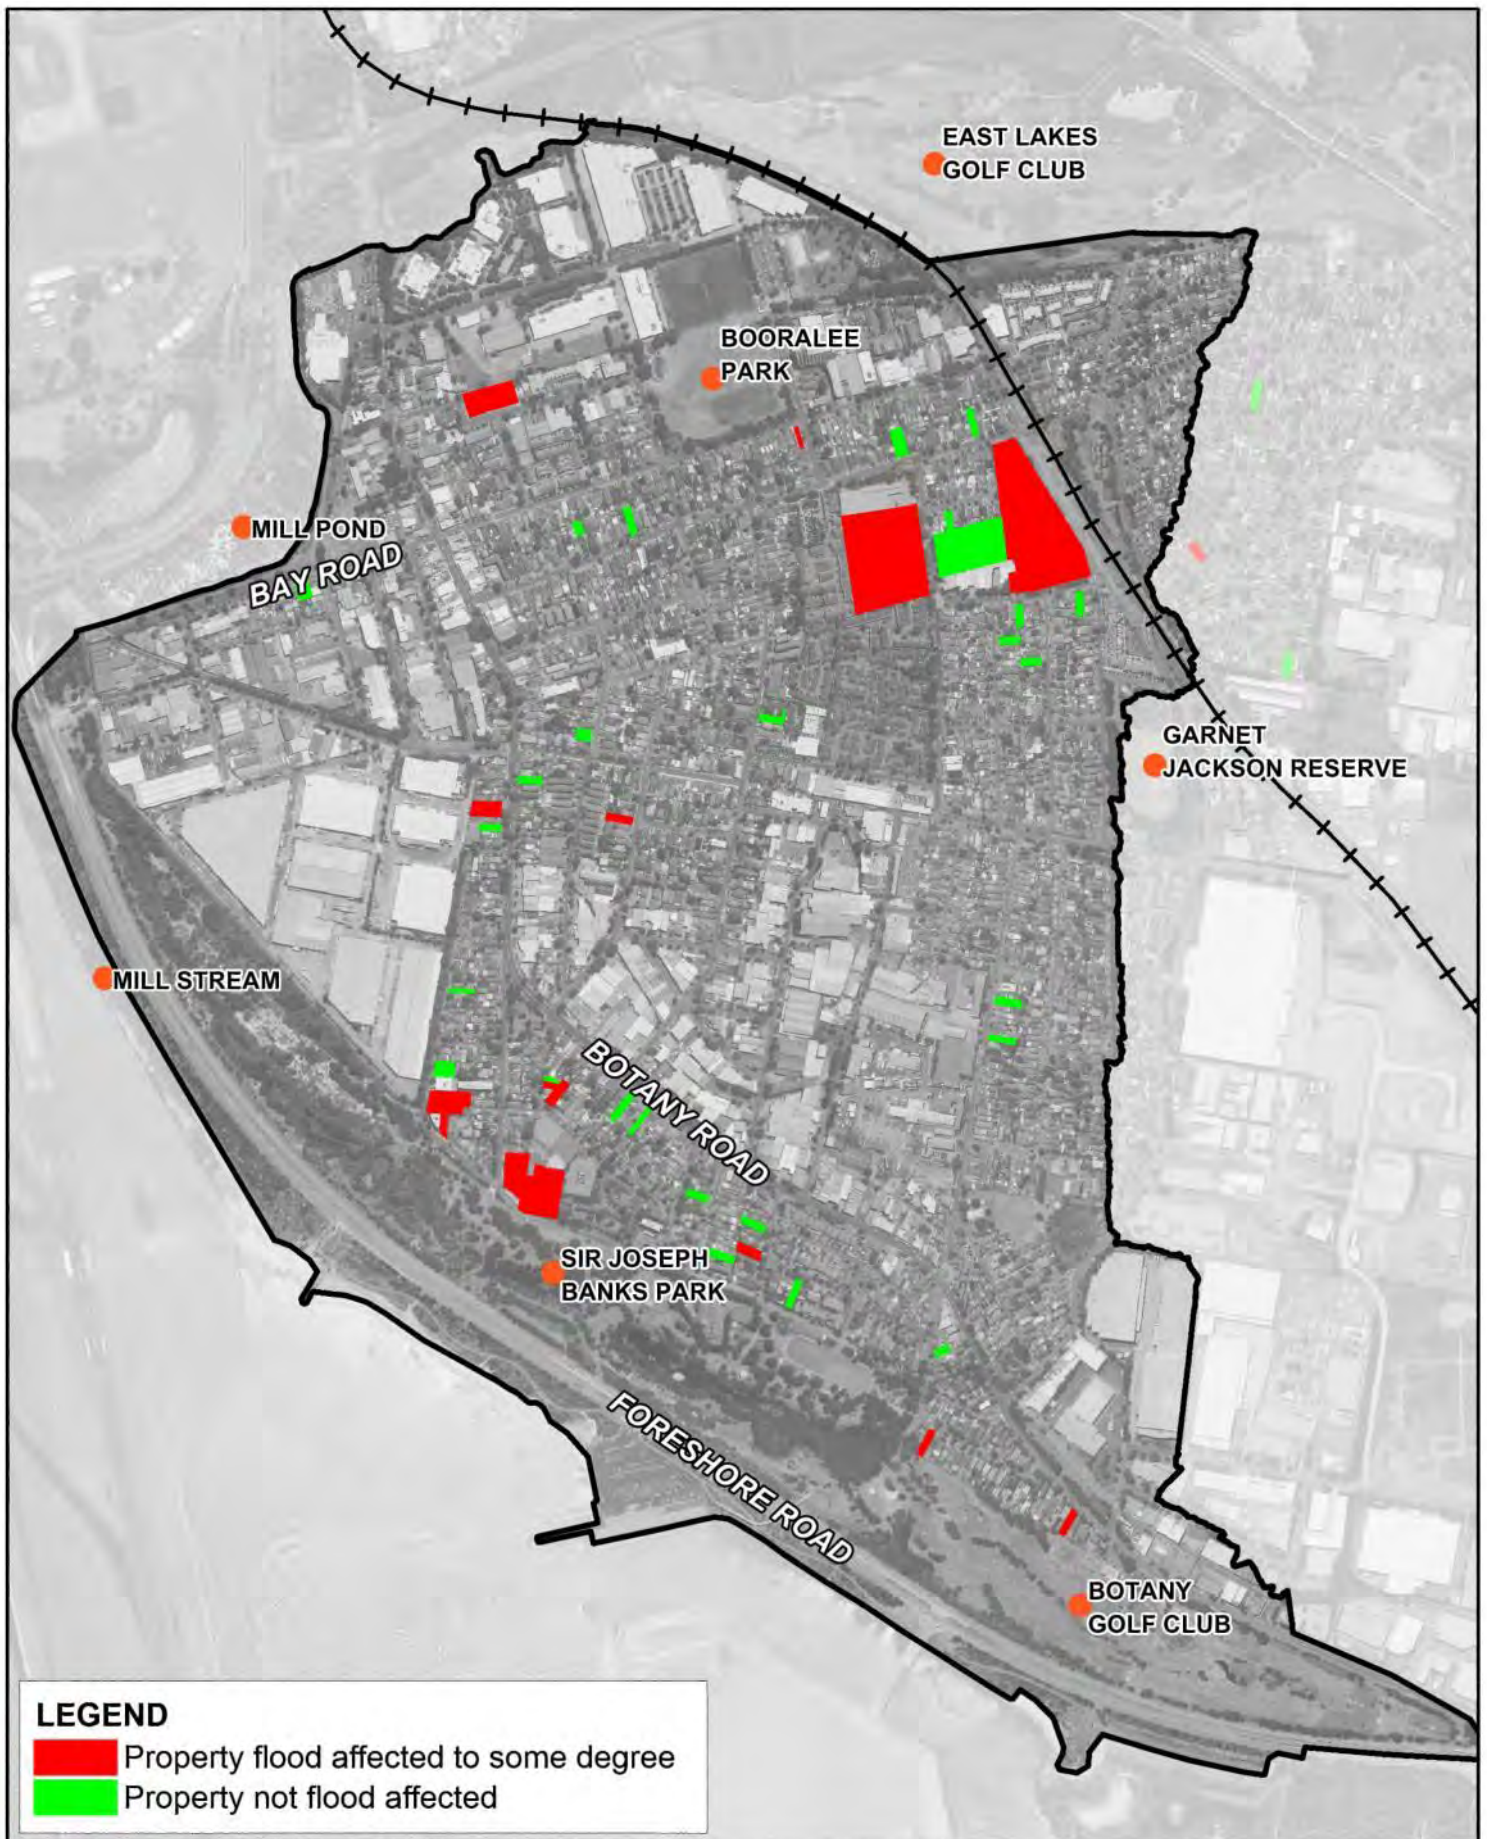 EAST LAKES
GOLF CLUB
BOORALEE
PARK
MILL POND
BAY ROAD
GARNET
JACKSON RESERVE
MILL STREAM
BOTANY ROAD
SIR JOSEPH
BANKS PARK
FORESHORE ROAD
BOTANY
GOLF CLUB
LEGEND
Property flood affected to some degree
Property not flood affected